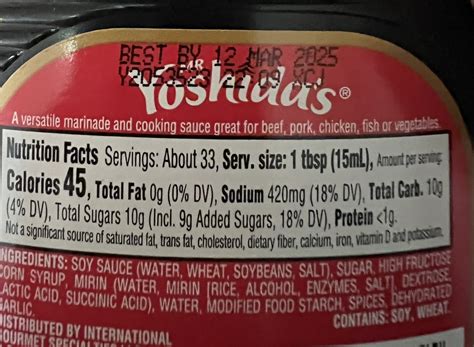 BEST BY 12 MAR 2025
MR
Yoshida's®
A versatile marinade and cooking sauce great for beef, pork, chicken, fish or vegetables
Nutrition Facts Servings: About 33, Serv. size: 1 tbsp (15mL), Amount per serving:
Calories 45, Total Fat 0g (0% DV), Sodium 420mg (18% DV), Total Carb. 10g
(4% DV), Total Sugars 10g (Incl. 9g Added Sugars, 18% DV), Protein <1g.
Not a significant source of saturated fat, trans fat, cholesterol, dietary fiber, calcium, iron, vitamin D and potassium.
INGREDIENTS: SOY SAUCE (WATER, WHEAT, SOYBEANS, SALT), SUGAR, HIGH FRUCTOSE
CORN SYRUP, MIRIN (WATER, MIRIN [RICE, ALCOHOL, ENZYMES, SALT], DEXTROSE,
LACTIC ACID, SUCCINIC ACID), WATER, MODIFIED FOOD STARCH, SPICES, DEHYDRATED
GARLIC.
CONTAINS: SOY, WHEAT.
DISTRIBUTED BY INTERNATIONAL